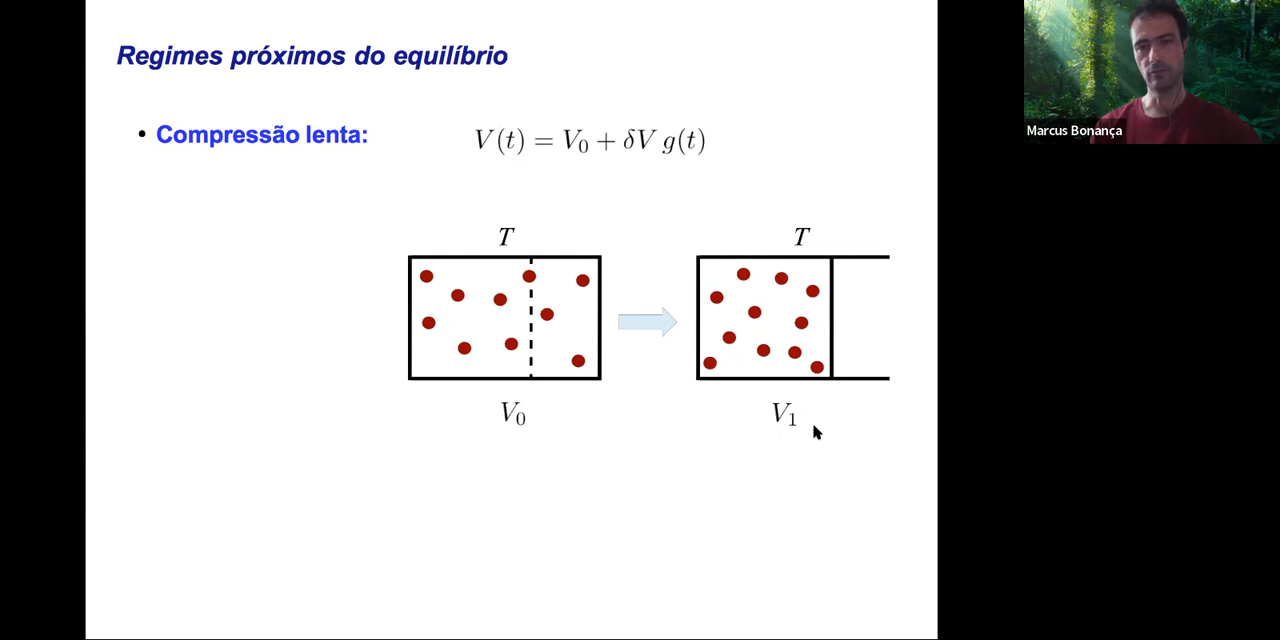 Regimes próximos do equilíbrio
• Compressão lenta: V(t) = V₀ + δV g(t)
Marcus Bonança
T T
V₀ V₁